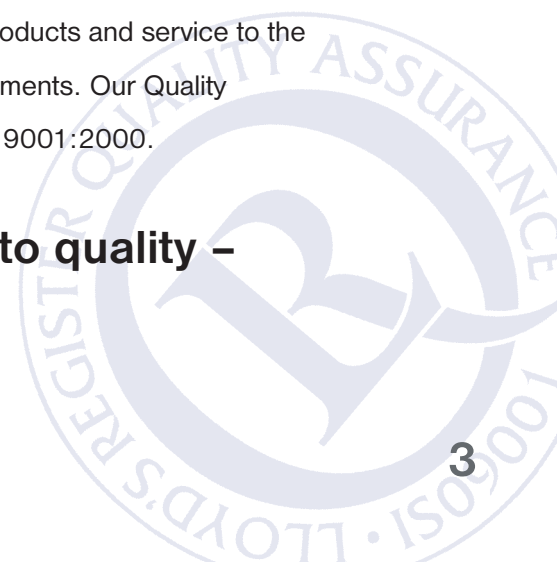 oducts and service to the
ments. Our Quality
9001:2000.
to quality –
LLOYD'S REGISTER QUALITY ASSURANCE
· ISO9001
3